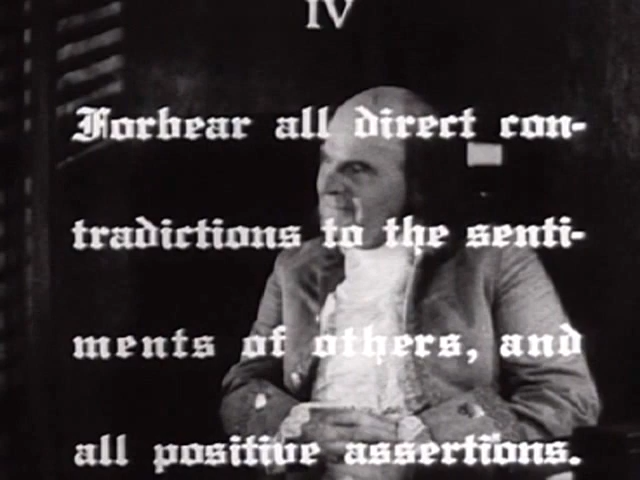 IV
Forbear all direct con-
tradictions to the senti-
ments of others, and
all positive assertions.